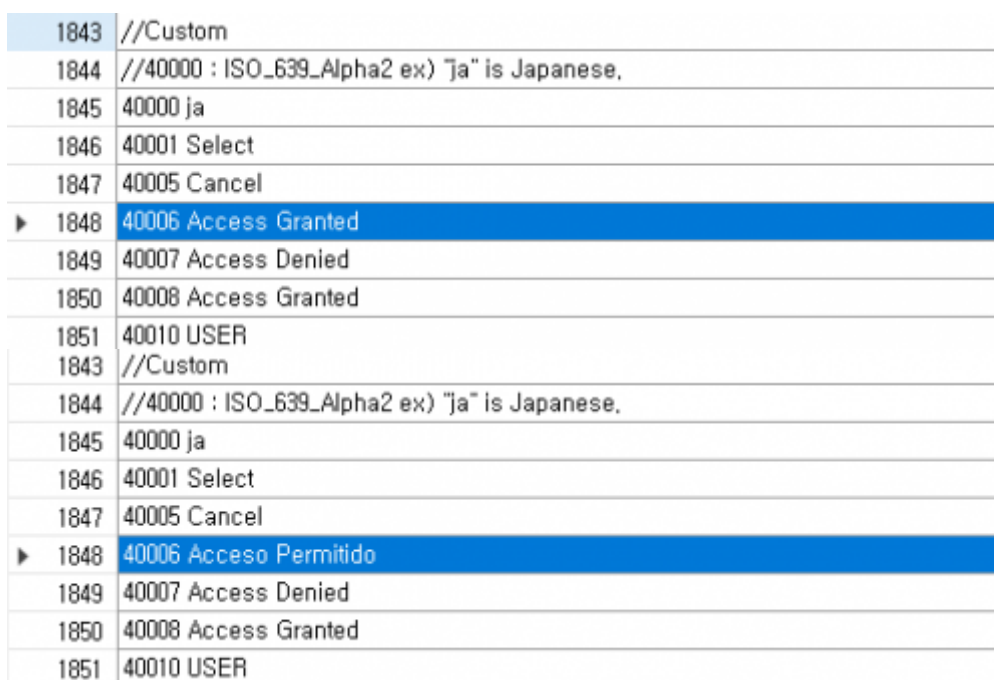 1843 //Custom
1844 //40000 : ISO_639_Alpha2 ex) "ja" is Japanese,
1845 40000 ja
1846 40001 Select
1847 40005 Cancel
1848 40006 Access Granted
1849 40007 Access Denied
1850 40008 Access Granted
1851 40010 USER
1843 //Custom
1844 //40000 : ISO_639_Alpha2 ex) "ja" is Japanese,
1845 40000 ja
1846 40001 Select
1847 40005 Cancel
1848 40006 Acceso Permitido
1849 40007 Access Denied
1850 40008 Access Granted
1851 40010 USER